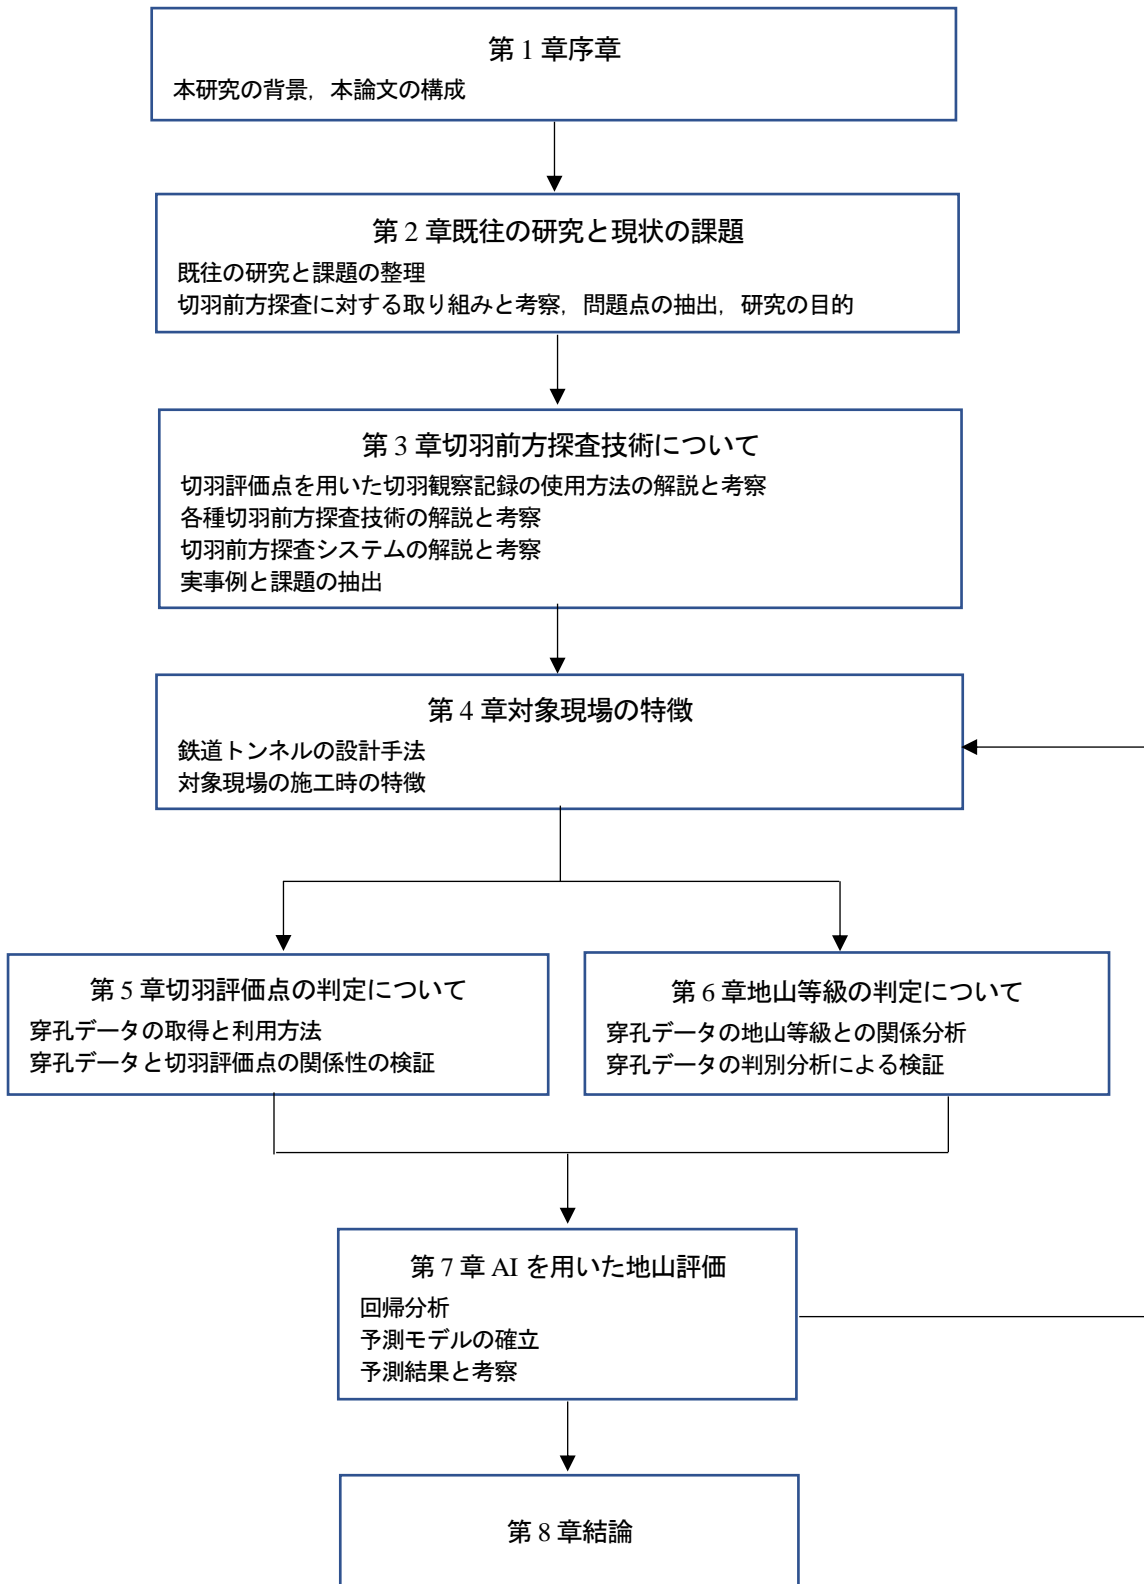 第 1 章序章
本研究の背景，本論文の構成
第 2 章既往の研究と現状の課題
既往の研究と課題の整理
切羽前方探査に対する取り組みと考察，問題点の抽出，研究の目的
第 3 章切羽前方探査技術について
切羽評価点を用いた切羽観察記録の使用方法の解説と考察
各種切羽前方探査技術の解説と考察
切羽前方探査システムの解説と考察
実事例と課題の抽出
第 4 章対象現場の特徴
鉄道トンネルの設計手法
対象現場の施工時の特徴
第 5 章切羽評価点の判定について
穿孔データの取得と利用方法
穿孔データと切羽評価点の関係性の検証
第 6 章地山等級の判定について
穿孔データの地山等級との関係分析
穿孔データの判別分析による検証
第 7 章 AI を用いた地山評価
回帰分析
予測モデルの確立
予測結果と考察
第 8 章結論